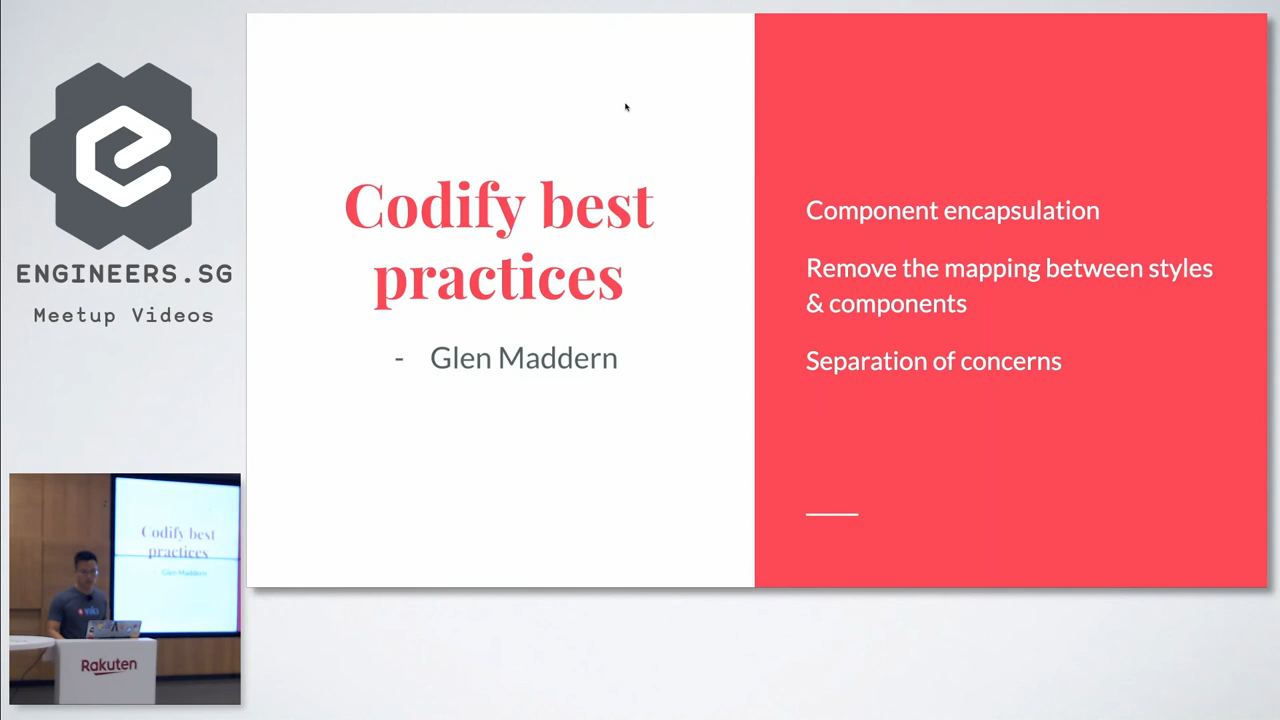 ENGINEERS.SG
Meetup Videos
Codify best
practices
- Glen Maddern
Component encapsulation
Remove the mapping between styles
& components
Separation of concerns
Codify best
practices
Glen Maddern
Rakuten